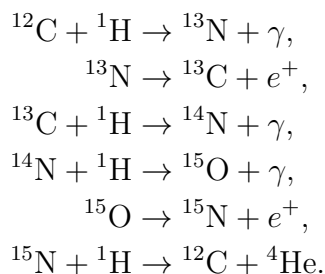 ¹²C + ¹H → ¹³N + γ,
¹³N → ¹³C + e⁺,
¹³C + ¹H → ¹⁴N + γ,
¹⁴N + ¹H → ¹⁵O + γ,
¹⁵O → ¹⁵N + e⁺,
¹⁵N + ¹H → ¹²C + ⁴He.